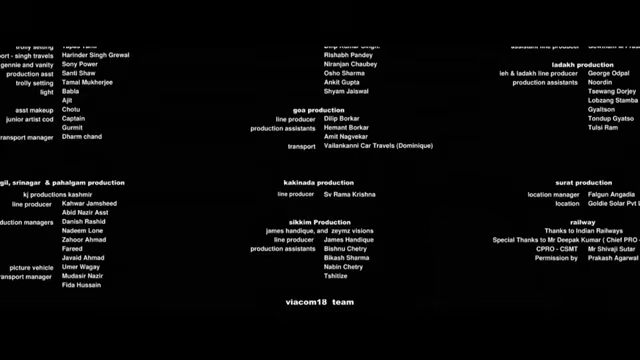 trolly setting
port - singh travels Harinder Singh Grewal
gennie and vanity Sony Power
production asst Santi Shaw
trolly setting Tamal Mukherjee
light Babla
Ajit
asst makeup Chotu
junior artist cod Captain
Gurmit
transport manager Dharm chand
gil, srinagar & pahalgam production
kj productions kashmir
line producer Kahwar Jamsheed
Abid Nazir Asst
duction managers Danish Rashid
Nadeem Lone
Zahoor Ahmad
Fareed
Javaid Ahmad
picture vehicle Umer Wagay
transport manager Mudasir Nazir
Fida Hussain
Rishabh Pandey
Niranjan Chaubey
Osho Sharma
Ankit Gupta
Shyam Jaiswal
goa production
line producer Dilip Borkar
production assistants Hemant Borkar
Amit Nagvekar
transport Vailankanni Car Travels (Dominique)
kakinada production
line producer Sv Rama Krishna
sikkim Production
james handique, and zeymz visions
line producer James Handique
production assistants Bishnu Chetry
Bikash Sharma
Nabin Chetry
Tshitize
viacom18 team
assistant line producer
ladakh production
leh & ladakh line producer George Odpal
production assistants Noordin
Tsewang Dorjey
Lobzang Stamba
Gyaltson
Tondup Gyatso
Tulsi Ram
surat production
location manager Falgun Angadia
location Goldie Solar Pvt L
railway
Thanks to Indian Railways
Special Thanks to Mr Deepak Kumar ( Chief PRO -
CPRO - CSMT Mr Shivaji Sutar
Permission by Prakash Agarwal